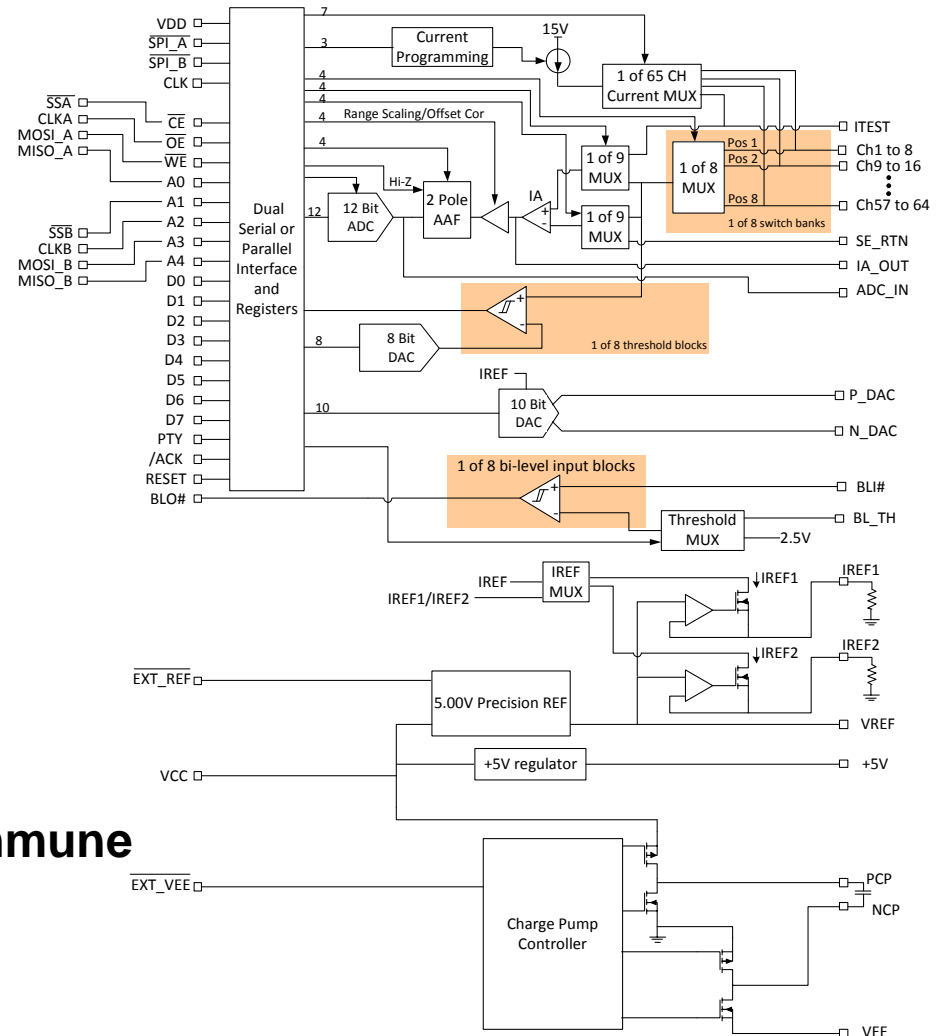 VDD
SPI_A
SPI_B
CLK
SSA
CLKA
MOSI_A
MISO_A
CE
OE
WE
A0
A1
A2
A3
A4
SSB
CLKB
MOSI_B
MISO_B
D0
D1
D2
D3
D4
D5
D6
D7
PTY
/ACK
RESET
BLO#
Dual
Serial or
Parallel
Interface
and
Registers
7
3
4
4
4
4
4
12
8
10
Current
Programming
15V
1 of 65 CH
Current MUX
Range Scaling/Offset Cor
Hi-Z
12 Bit
ADC
2 Pole
AAF
IA
+
-
1 of 9
MUX
1 of 9
MUX
1 of 8
MUX
Pos 1
Pos 2
Pos 8
1 of 8 switch banks
ITEST
Ch1 to 8
Ch9 to 16
Ch57 to 64
SE_RTN
IA_OUT
ADC_IN
+
-
1 of 8 threshold blocks
8 Bit
DAC
IREF
10 Bit
DAC
P_DAC
N_DAC
1 of 8 bi-level input blocks
+
-
BLI#
BL_TH
Threshold
MUX
2.5V
IREF
IREF1/IREF2
IREF
MUX
IREF1
IREF1
IREF2
IREF2
EXT_REF
5.00V Precision REF
VREF
VCC
+5V regulator
+5V
mune
EXT_VEE
Charge Pump
Controller
PCP
NCP
VEE